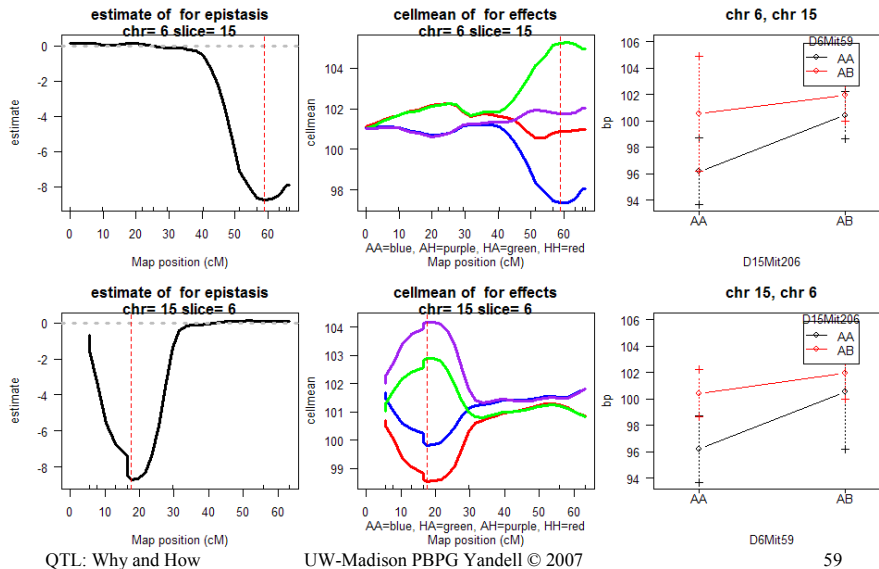 estimate of for epistasis
chr= 6 slice= 15
estimate
0
-2
-4
-6
-8
0 10 20 30 40 50 60
Map position (cM)
cellmean of for effects
chr= 6 slice= 15
cellmean
104
102
100
98
0 10 20 30 40 50 60
AA=blue, AH=purple, HA=green, HH=red
Map position (cM)
chr 6, chr 15
D6Mit59
AA
AB
bp
106
104
102
100
98
96
94
AA AB
D15Mit206
estimate of for epistasis
chr= 15 slice= 6
estimate
0
-2
-4
-6
-8
0 10 20 30 40 50 60
Map position (cM)
cellmean of for effects
chr= 15 slice= 6
cellmean
104
103
102
101
100
99
0 10 20 30 40 50 60
AA=blue, HA=green, AH=purple, HH=red
Map position (cM)
chr 15, chr 6
D15Mit206
AA
AB
bp
106
104
102
100
98
96
94
AA AB
D6Mit59
QTL: Why and How UW-Madison PBPG Yandell © 2007 59